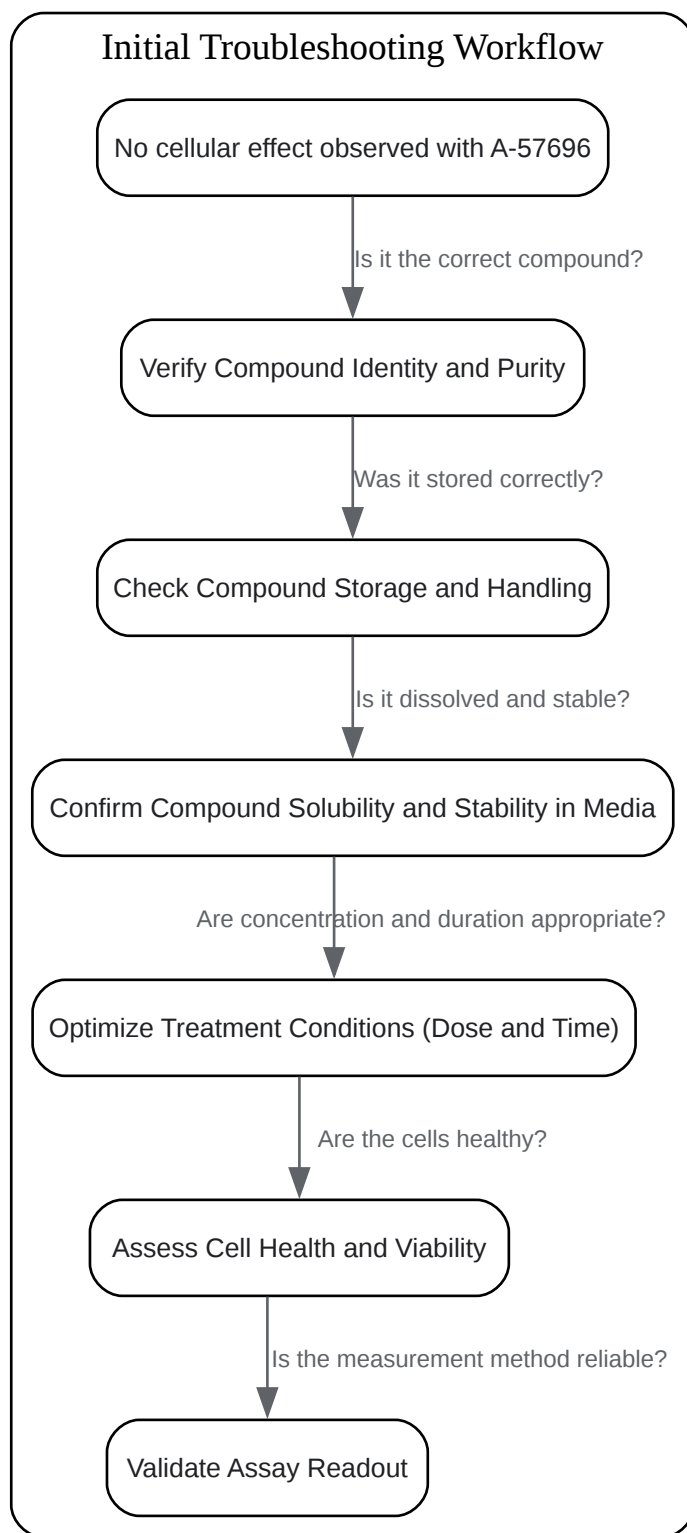 Initial Troubleshooting Workflow
No cellular effect observed with A-57696
Is it the correct compound?
Verify Compound Identity and Purity
Was it stored correctly?
Check Compound Storage and Handling
Is it dissolved and stable?
Confirm Compound Solubility and Stability in Media
Are concentration and duration appropriate?
Optimize Treatment Conditions (Dose and Time)
Are the cells healthy?
Assess Cell Health and Viability
Is the measurement method reliable?
Validate Assay Readout